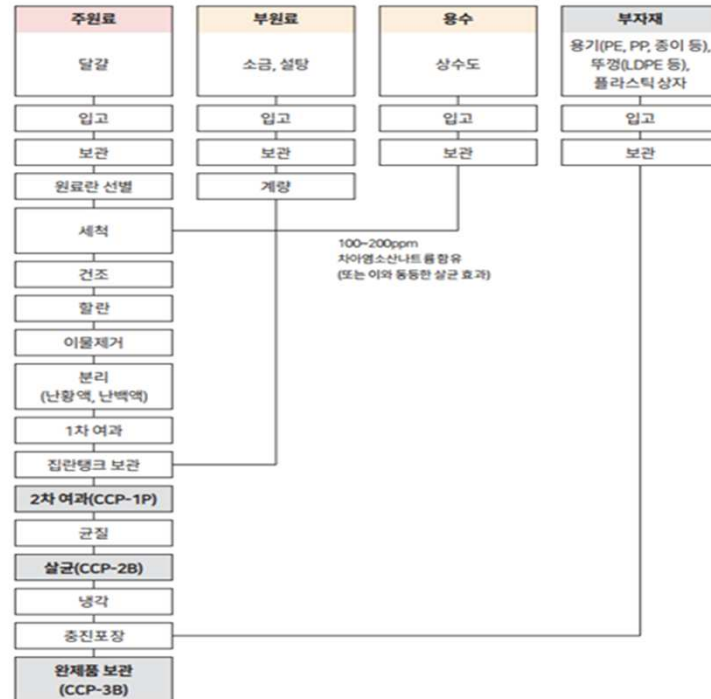 주원료
부원료
용수
부자재
달걀
소금, 설탕
상수도
용기(PE, PP, 종이 등),
뚜껑(LDPE 등),
플라스틱 상자
입고
입고
입고
입고
보관
보관
보관
보관
원료란 선별
계량
세척
100~200ppm
차아염소산나트륨함유
(또는 이와 동등한 살균 효과)
건조
할란
이물제거
분리
(난황액, 난백액)
1차 여과
집란탱크 보관
2차 여과(CCP-1P)
균질
살균(CCP-2B)
냉각
충진포장
완제품 보관
(CCP-3B)